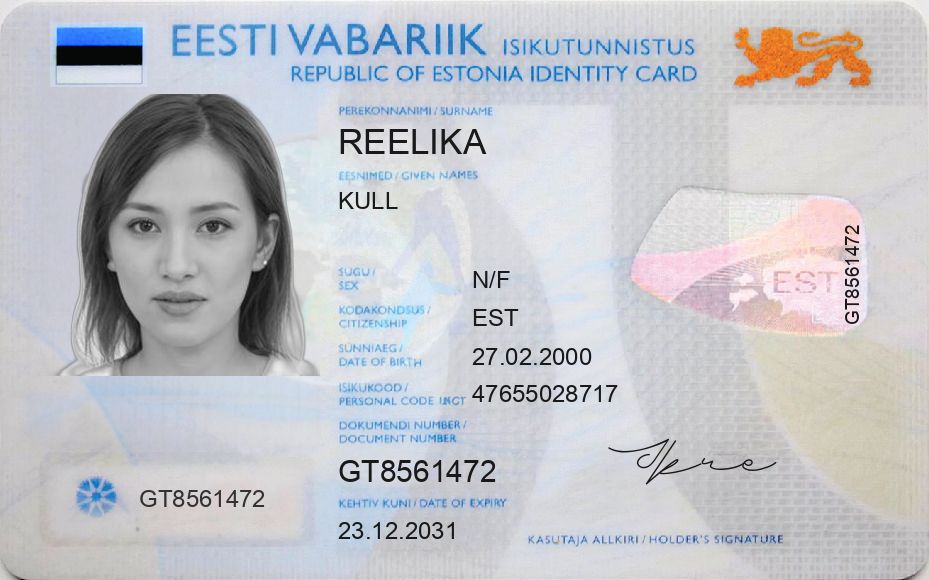 EESTI VABARIIK ISIKUTUNNISTUS
REPUBLIC OF ESTONIA IDENTITY CARD
PEREKONNANIMI / SURNAME
REELIKA
EESNIMED / GIVEN NAMES
KULL
SUGU / SEX
N/F
KODAKONDSUS / CITIZENSHIP
EST
SÜNNIAEG / DATE OF BIRTH
27.02.2000
ISIKUKOOD / PERSONAL CODE
47655028717
DOKUMENDI NUMBER / DOCUMENT NUMBER
GT8561472
KEHTIV KUNI / DATE OF EXPIRY
23.12.2031
GT8561472
EST
GT8561472
KASUTAJA ALLKIRI / HOLDER'S SIGNATURE